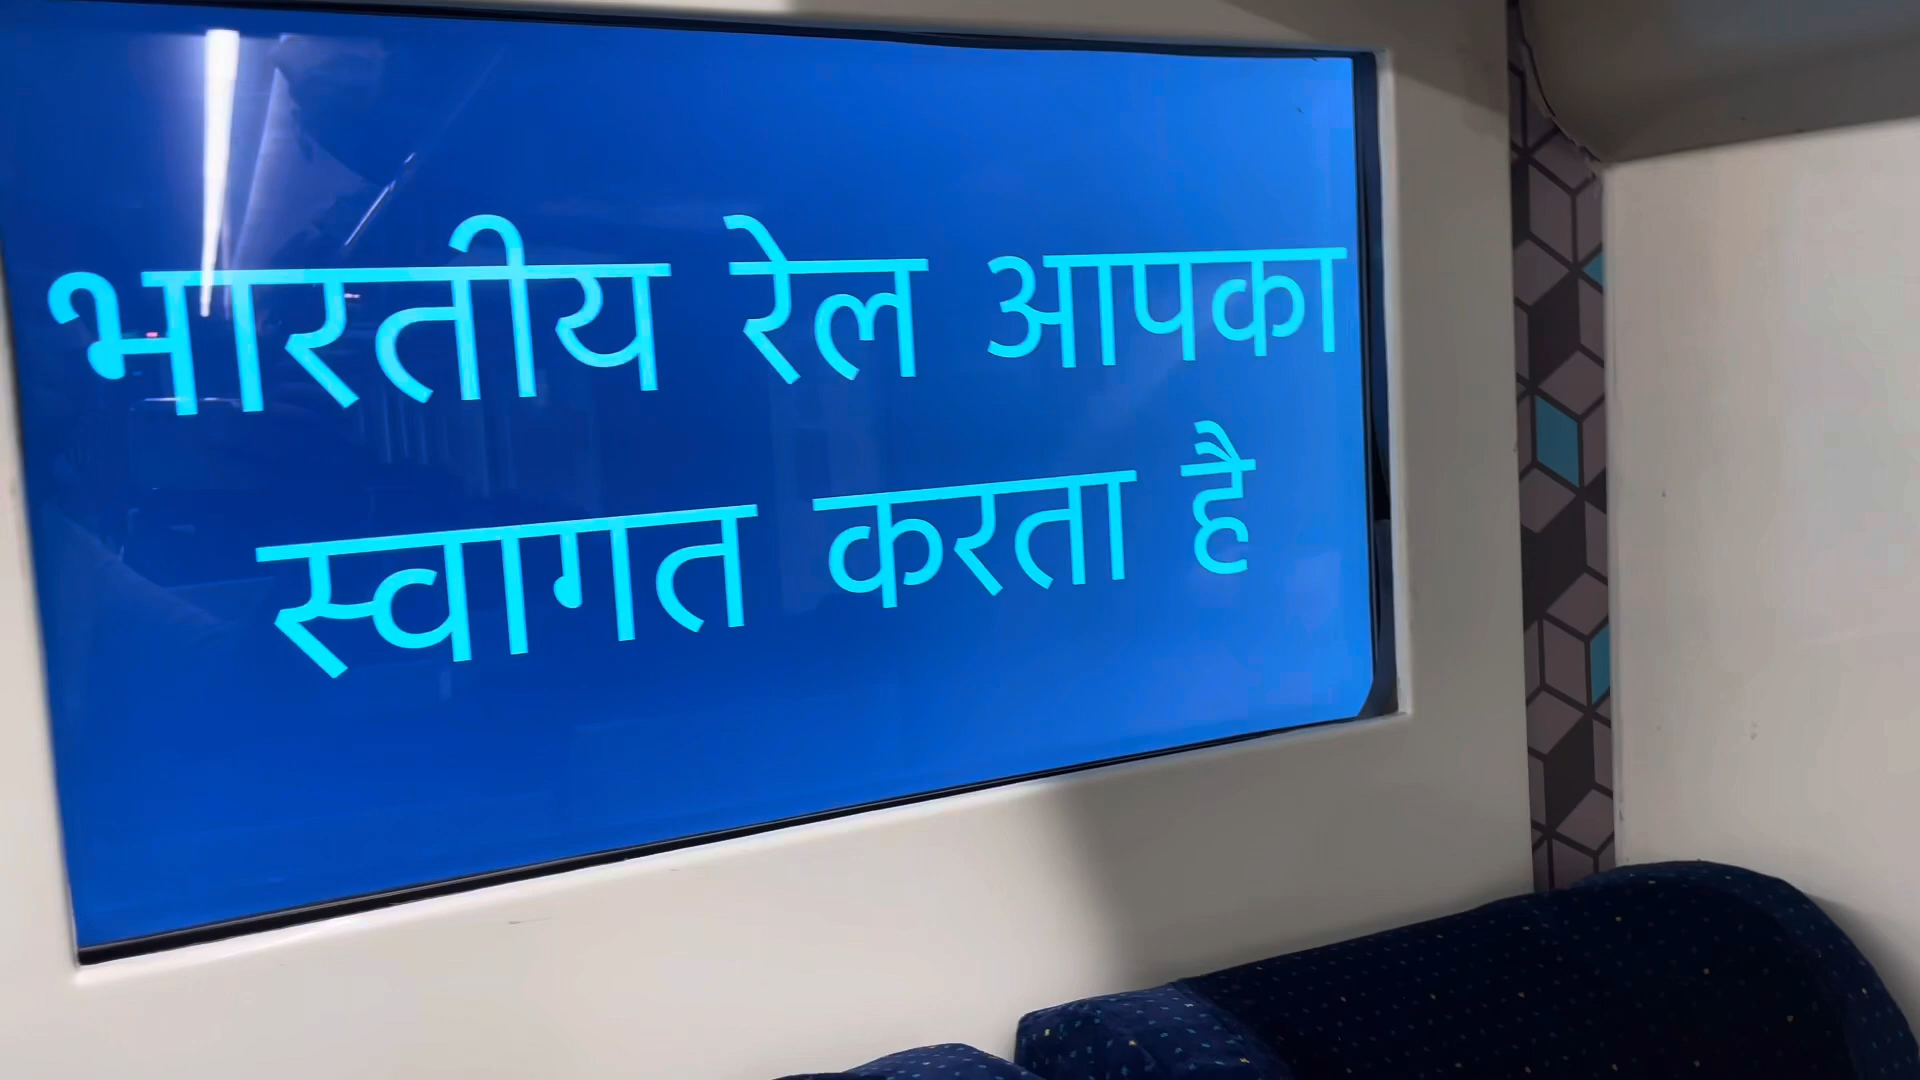 भारतीय रेल आपका
स्वागत करता है